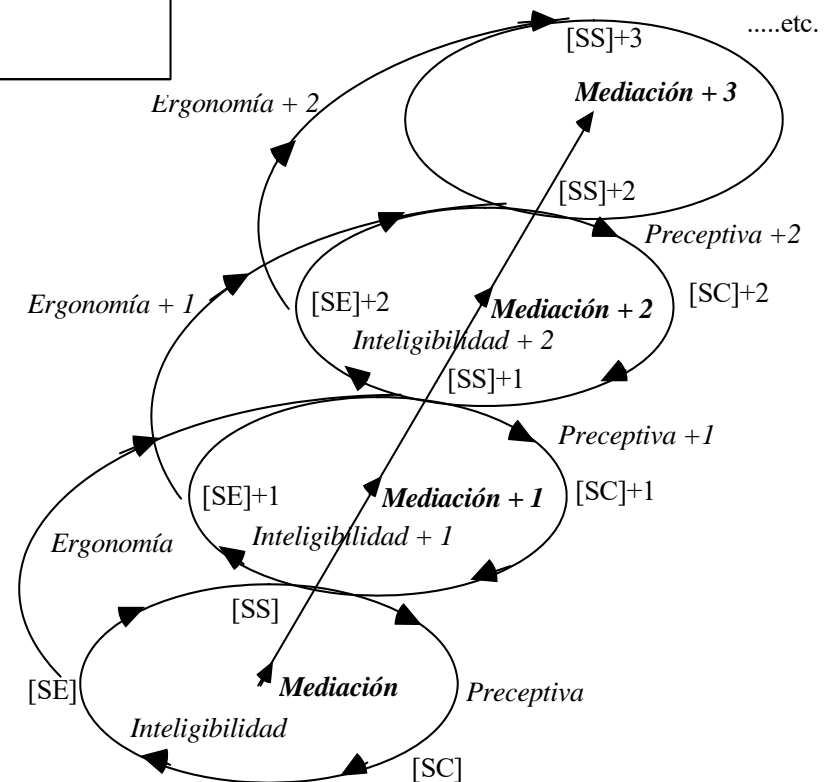 .....etc.
[SS]+3
Mediación + 3
Ergonomía + 2
[SS]+2
Preceptiva +2
[SC]+2
Ergonomía + 1
[SE]+2
Mediación + 2
Inteligibilidad + 2
[SS]+1
Preceptiva +1
[SE]+1
Mediación + 1
[SC]+1
Ergonomía
Inteligibilidad + 1
[SS]
[SE]
Mediación
Preceptiva
Inteligibilidad
[SC]